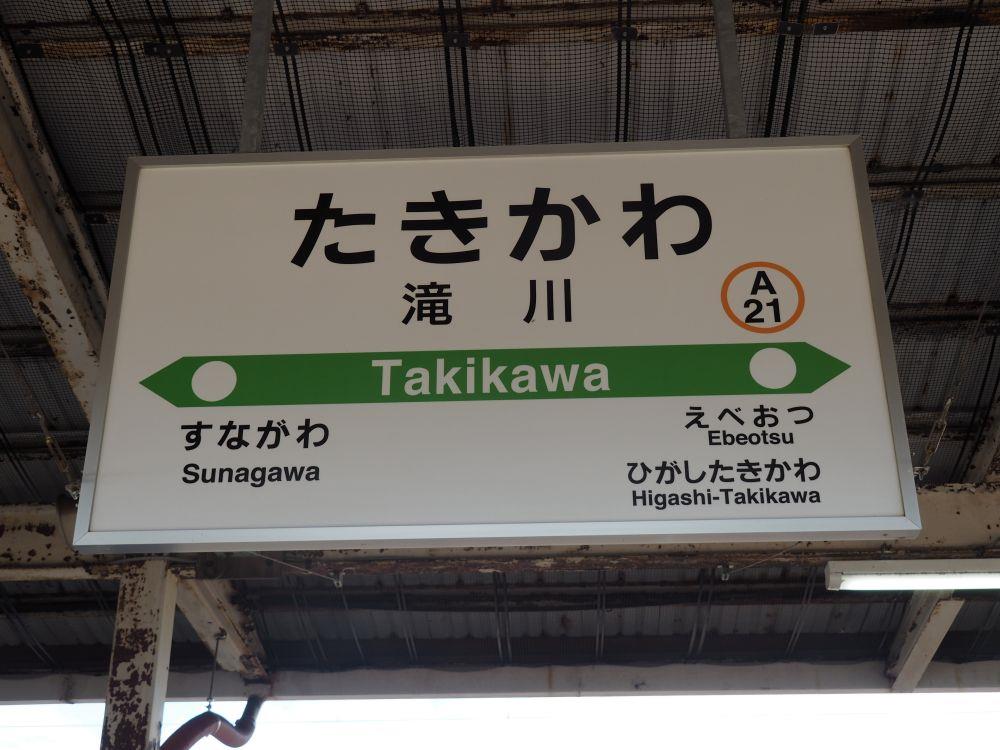 たきかわ
滝川
A
21
Takikawa
すながわ
Sunagawa
えべおつ
Ebeotsu
ひがしたきかわ
Higashi-Takikawa